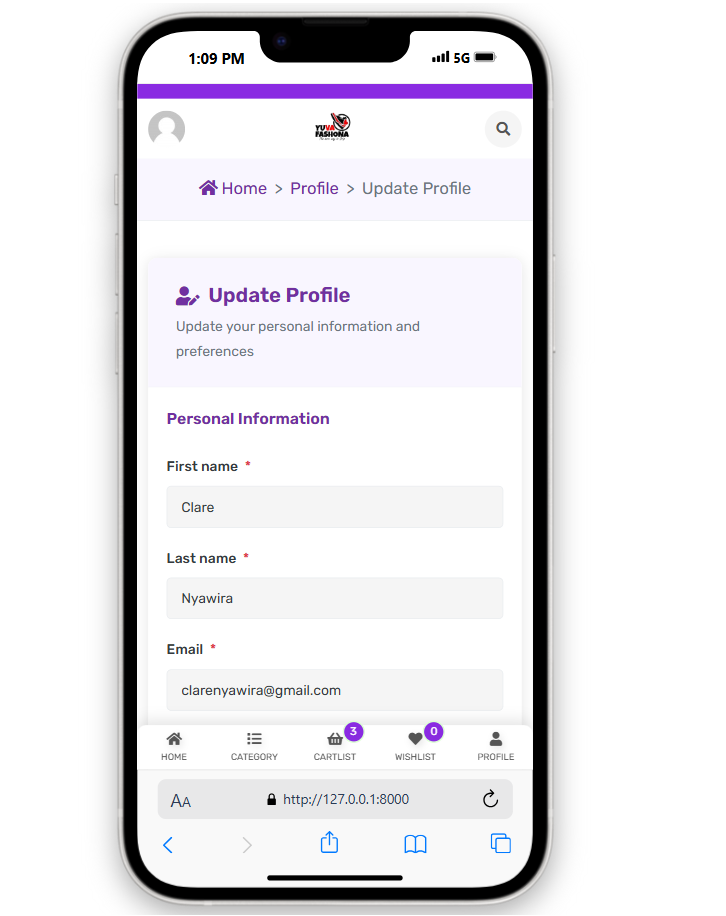 1:09 PM 5G
YUVA
FASHONA
Home > Profile > Update Profile
Update Profile
Update your personal information and
preferences
Personal Information
First name *
Clare
Last name *
Nyawira
Email *
clarenyawira@gmail.com
3 0
HOME CATEGORY CARTLIST WISHLIST PROFILE
AA http://127.0.0.1:8000